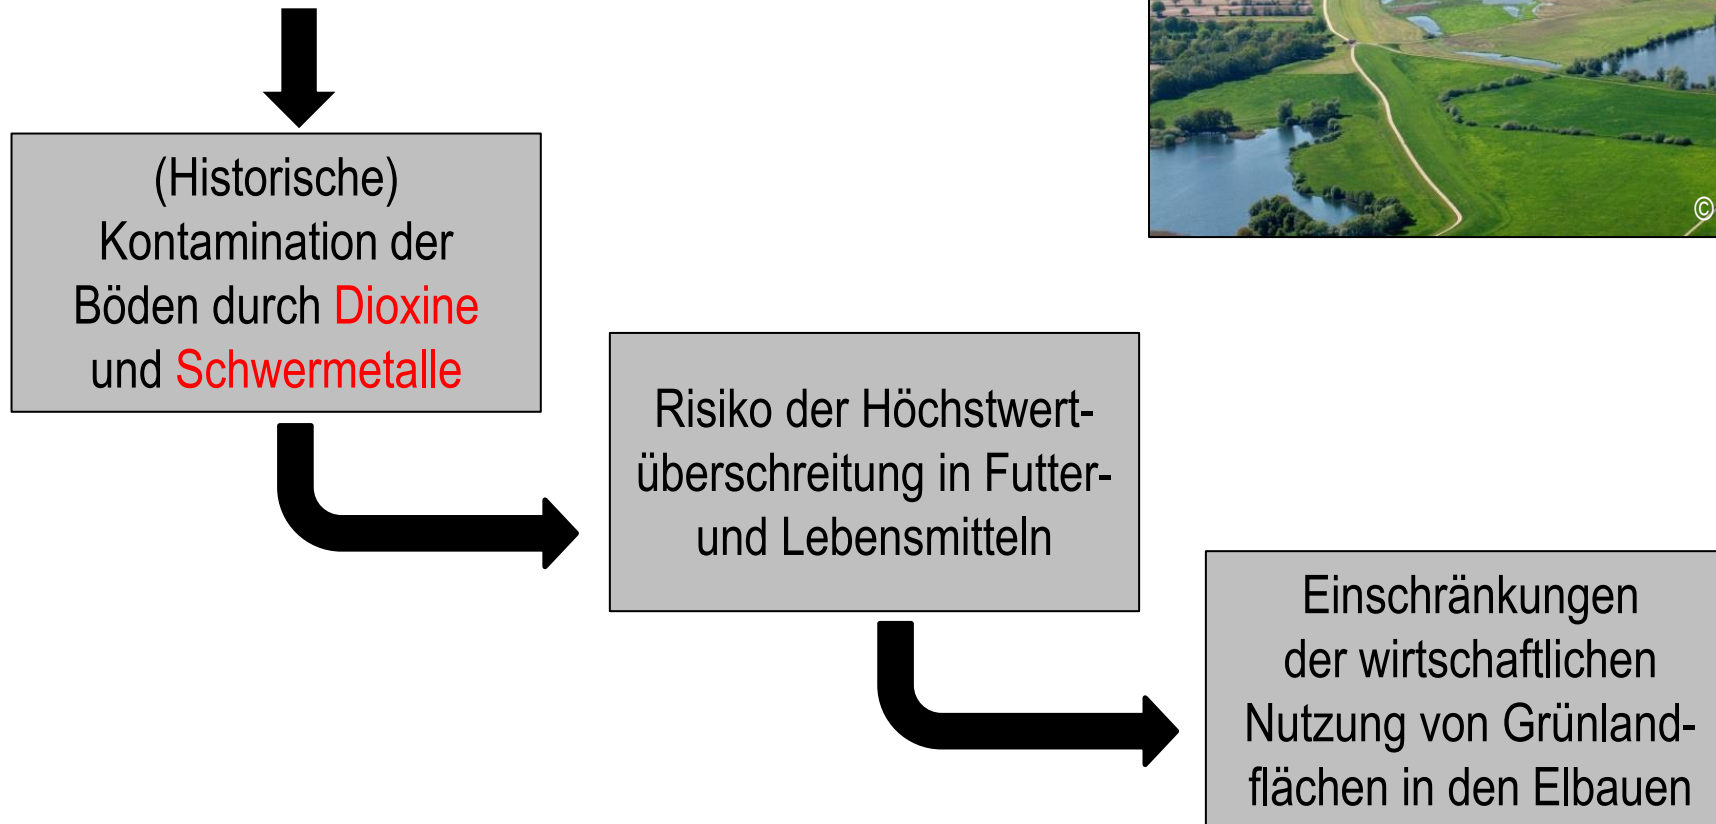 ©
(Historische)
Kontamination der
Böden durch Dioxine
und Schwermetalle
Risiko der Höchstwert-
überschreitung in Futter-
und Lebensmitteln
Einschränkungen
der wirtschaftlichen
Nutzung von Grünland-
flächen in den Elbauen